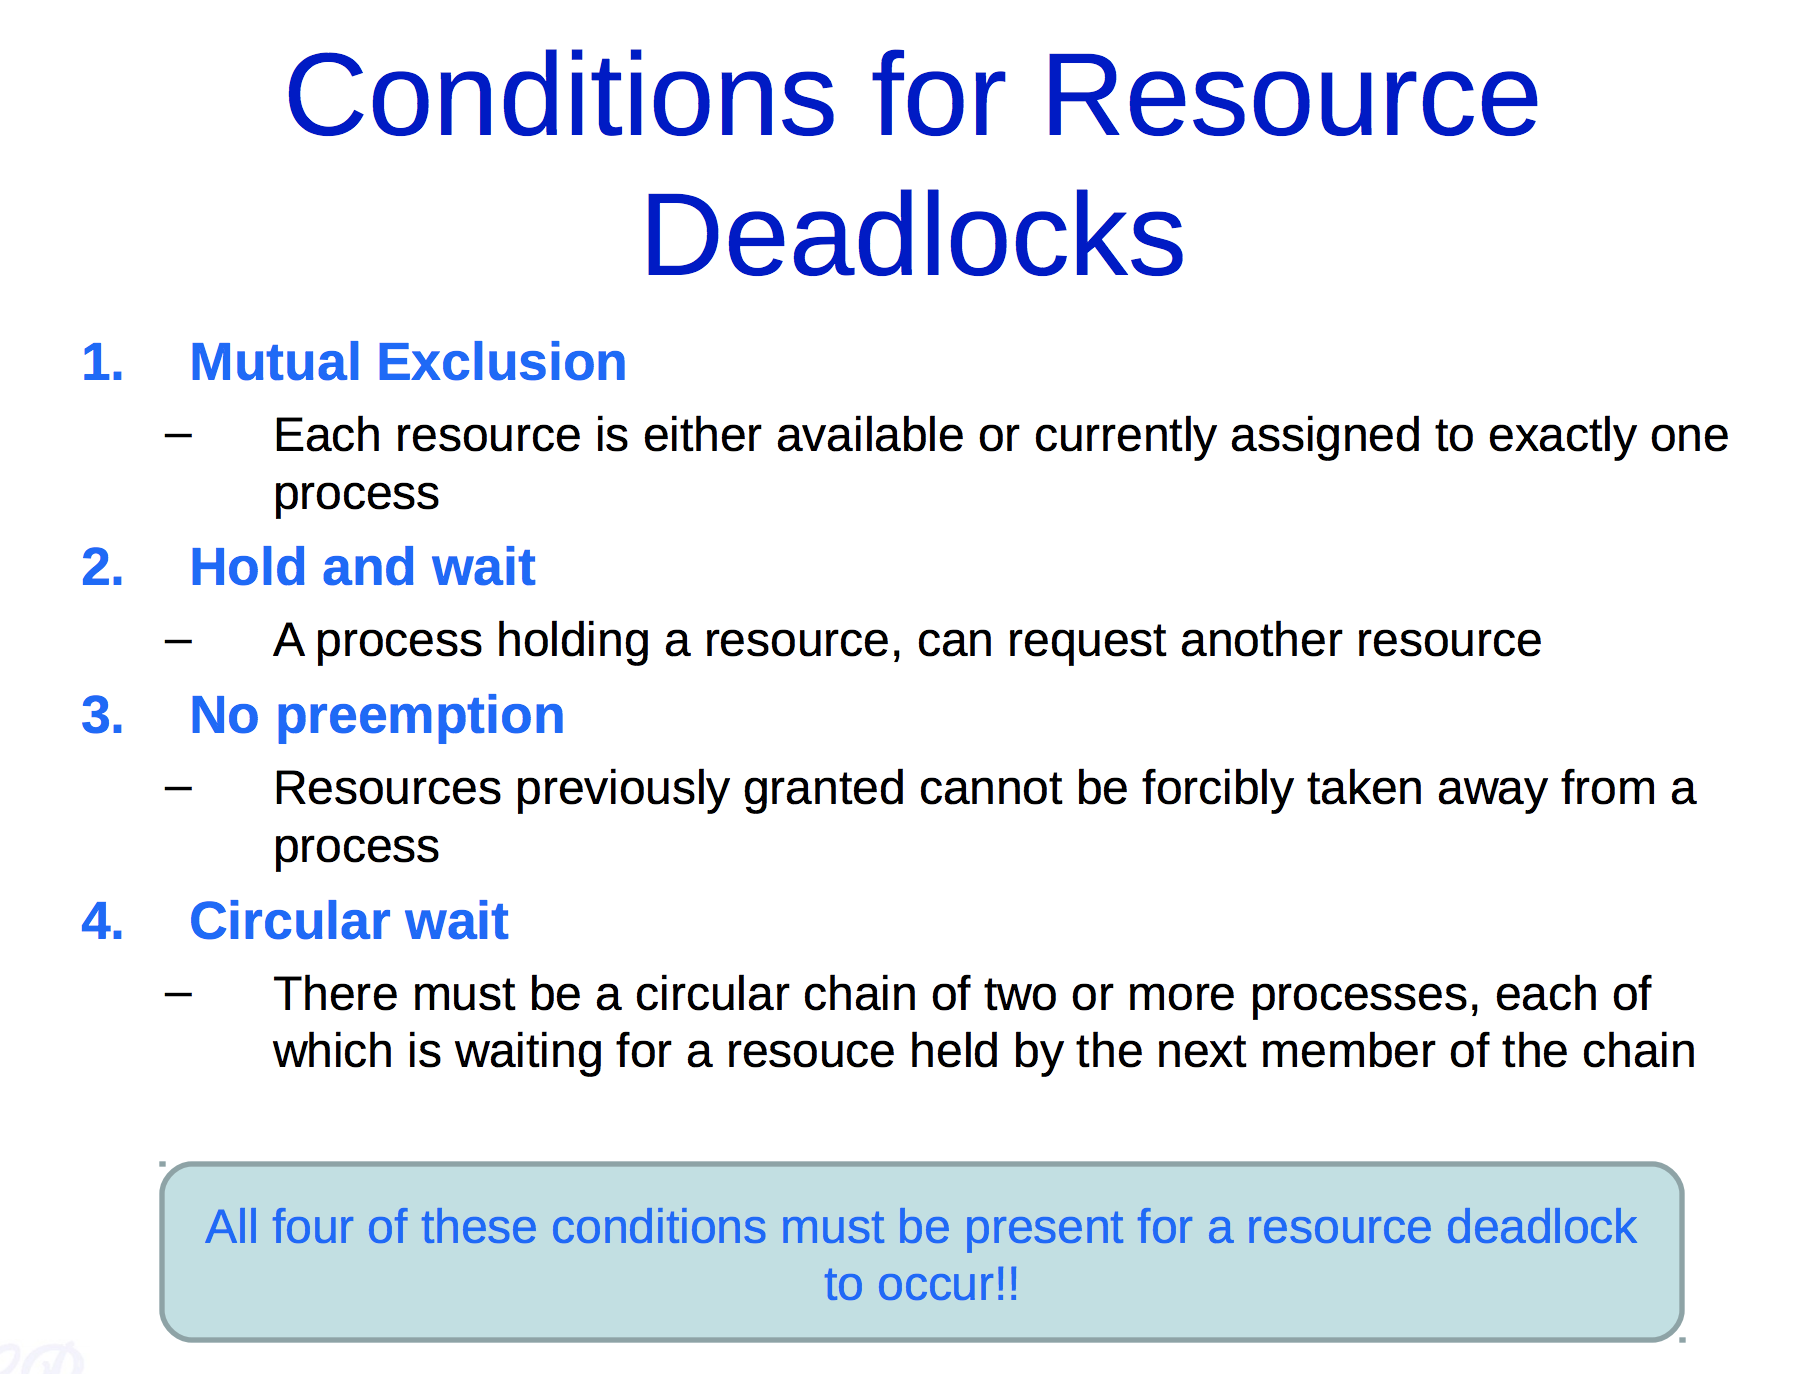 Conditions for Resource
Deadlocks
1. Mutual Exclusion
– Each resource is either available or currently assigned to exactly one
process
2. Hold and wait
– A process holding a resource, can request another resource
3. No preemption
– Resources previously granted cannot be forcibly taken away from a
process
4. Circular wait
– There must be a circular chain of two or more processes, each of
which is waiting for a resouce held by the next member of the chain
All four of these conditions must be present for a resource deadlock
to occur!!